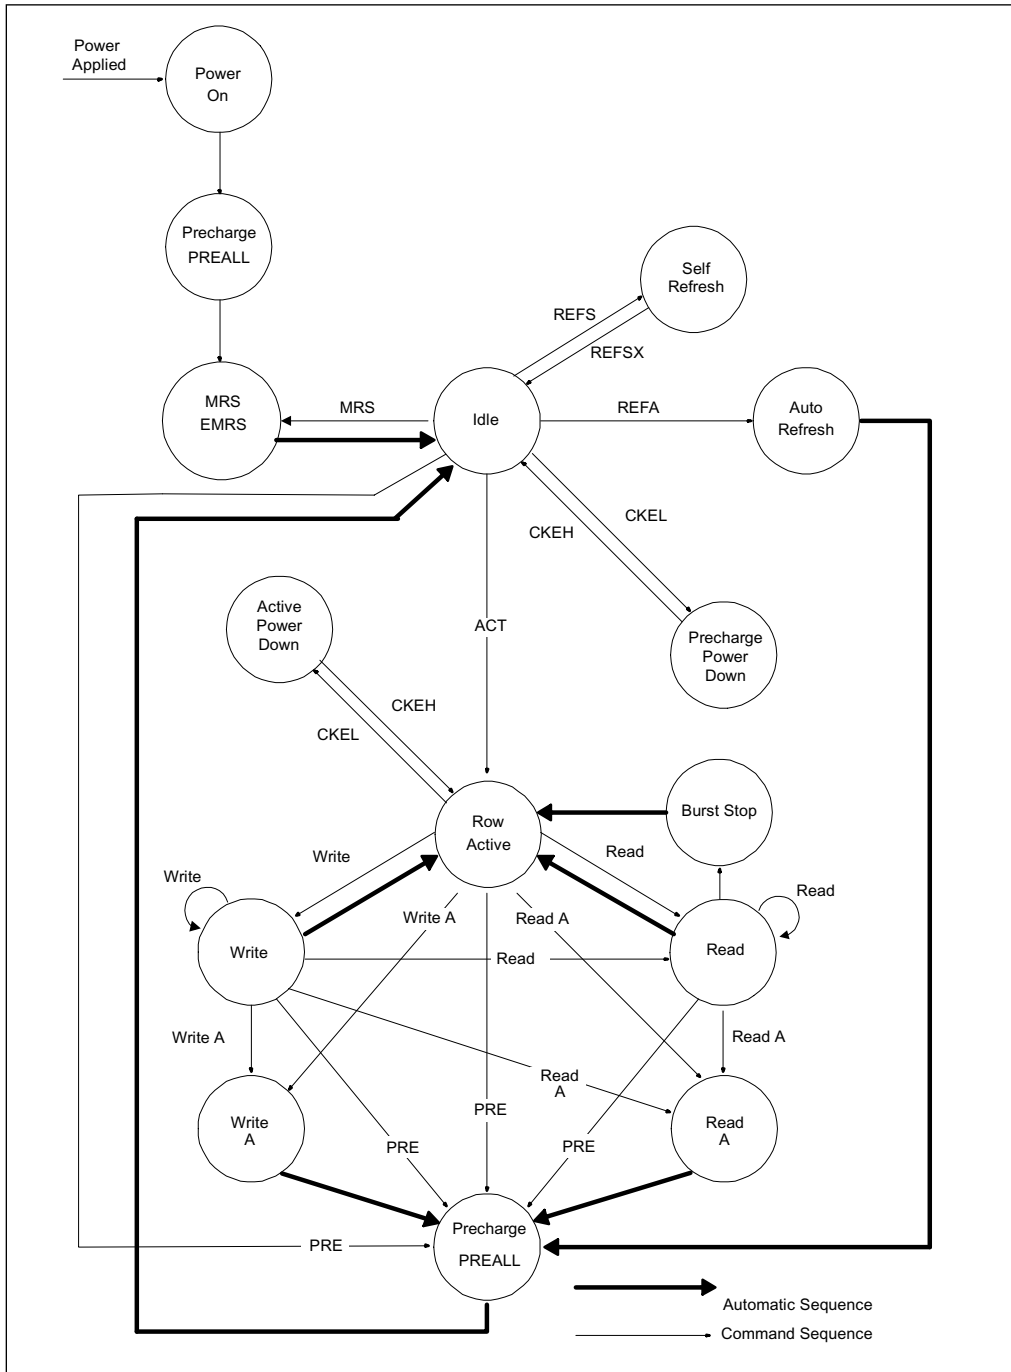 Power
Applied
Power
On
Precharge
PREALL
Self
Refresh
REFS
REFSX
MRS
EMRS
MRS
Idle
REFA
Auto
Refresh
CKEL
CKEH
Active
Power
Down
ACT
Precharge
Power
Down
CKEH
CKEL
Burst Stop
Row
Active
Write
Read
Write
Read
Write A
Read A
Write
Read
Read
Write A
Read A
Read
A
Write
A
PRE
Read
A
PRE
PRE
Precharge
PREALL
PRE
Automatic Sequence
Command Sequence